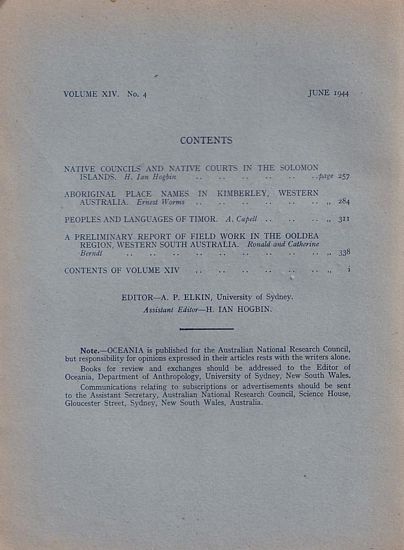 VOLUME XIV. No. 4 JUNE 1944
CONTENTS
NATIVE COUNCILS AND NATIVE COURTS IN THE SOLOMON
ISLANDS. H. Ian Hogbin .. .. .. .. .. ..page 257
ABORIGINAL PLACE NAMES IN KIMBERLEY, WESTERN
AUSTRALIA. Ernest Worms .. .. .. .. .. .. „ 284
PEOPLES AND LANGUAGES OF TIMOR. A. Capell .. .. .. „ 311
A PRELIMINARY REPORT OF FIELD WORK IN THE OOLDEA
REGION, WESTERN SOUTH AUSTRALIA. Ronald and Catherine
Berndt .. .. .. .. .. .. .. .. .. „ 338
CONTENTS OF VOLUME XIV .. .. .. .. .. .. „ i
EDITOR—A. P. ELKIN, University of Sydney.
Assistant Editor—H. IAN HOGBIN.
Note.—OCEANIA is published for the Australian National Research Council,
but responsibility for opinions expressed in their articles rests with the writers alone.
Books for review and exchanges should be addressed to the Editor of
Oceania, Department of Anthropology, University of Sydney, New South Wales.
Communications relating to subscriptions or advertisements should be sent
to the Assistant Secretary, Australian National Research Council, Science House,
Gloucester Street, Sydney, New South Wales, Australia.